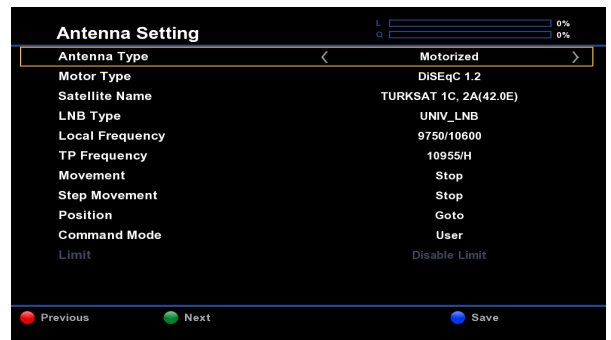 Antenna Setting
L 0%
Q 0%
Antenna Type Motorized
Motor Type DiSEqC 1.2
Satellite Name TURKSAT 1C, 2A(42.0E)
LNB Type UNIV_LNB
Local Frequency 9750/10600
TP Frequency 10955/H
Movement Stop
Step Movement Stop
Position Goto
Command Mode User
Limit Disable Limit
Previous Next Save